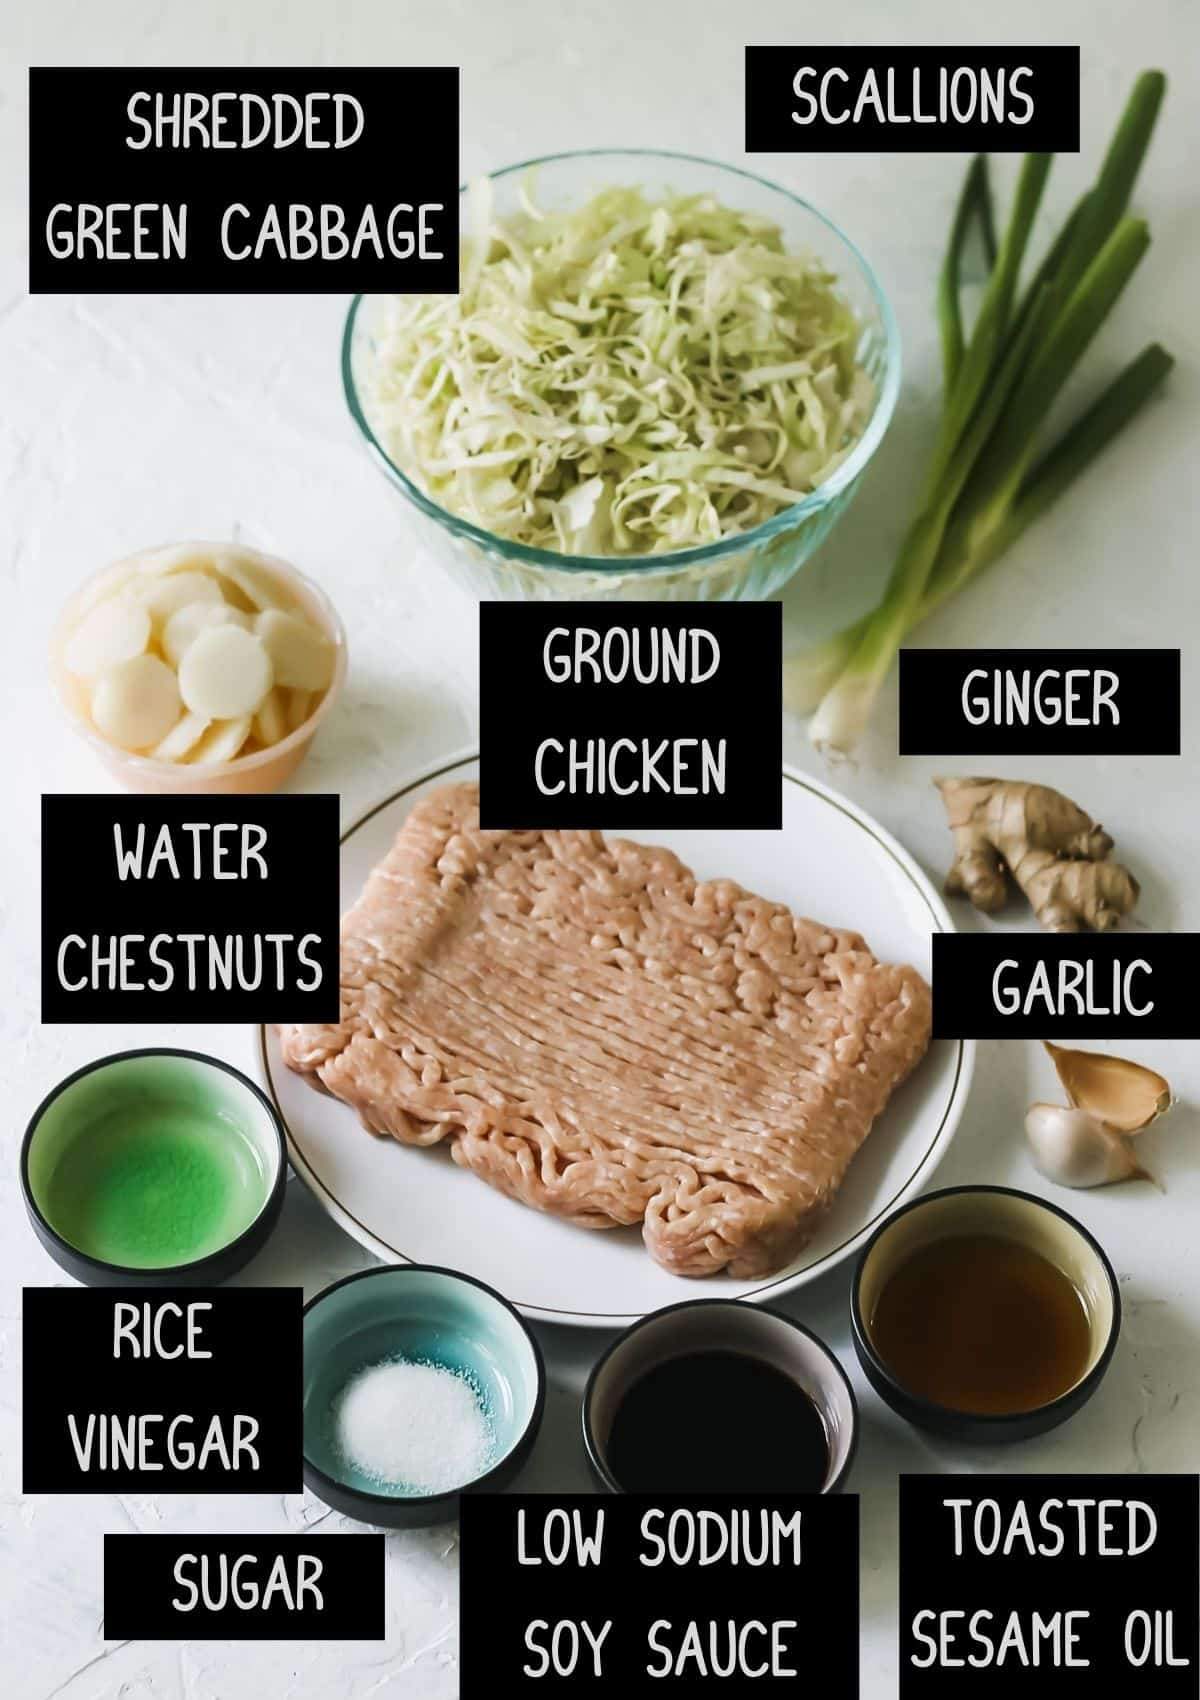 SHREDDED
GREEN CABBAGE
SCALLIONS
GROUND
CHICKEN
GINGER
WATER
CHESTNUTS
GARLIC
RICE
VINEGAR
SUGAR
LOW SODIUM
SOY SAUCE
TOASTED
SESAME OIL